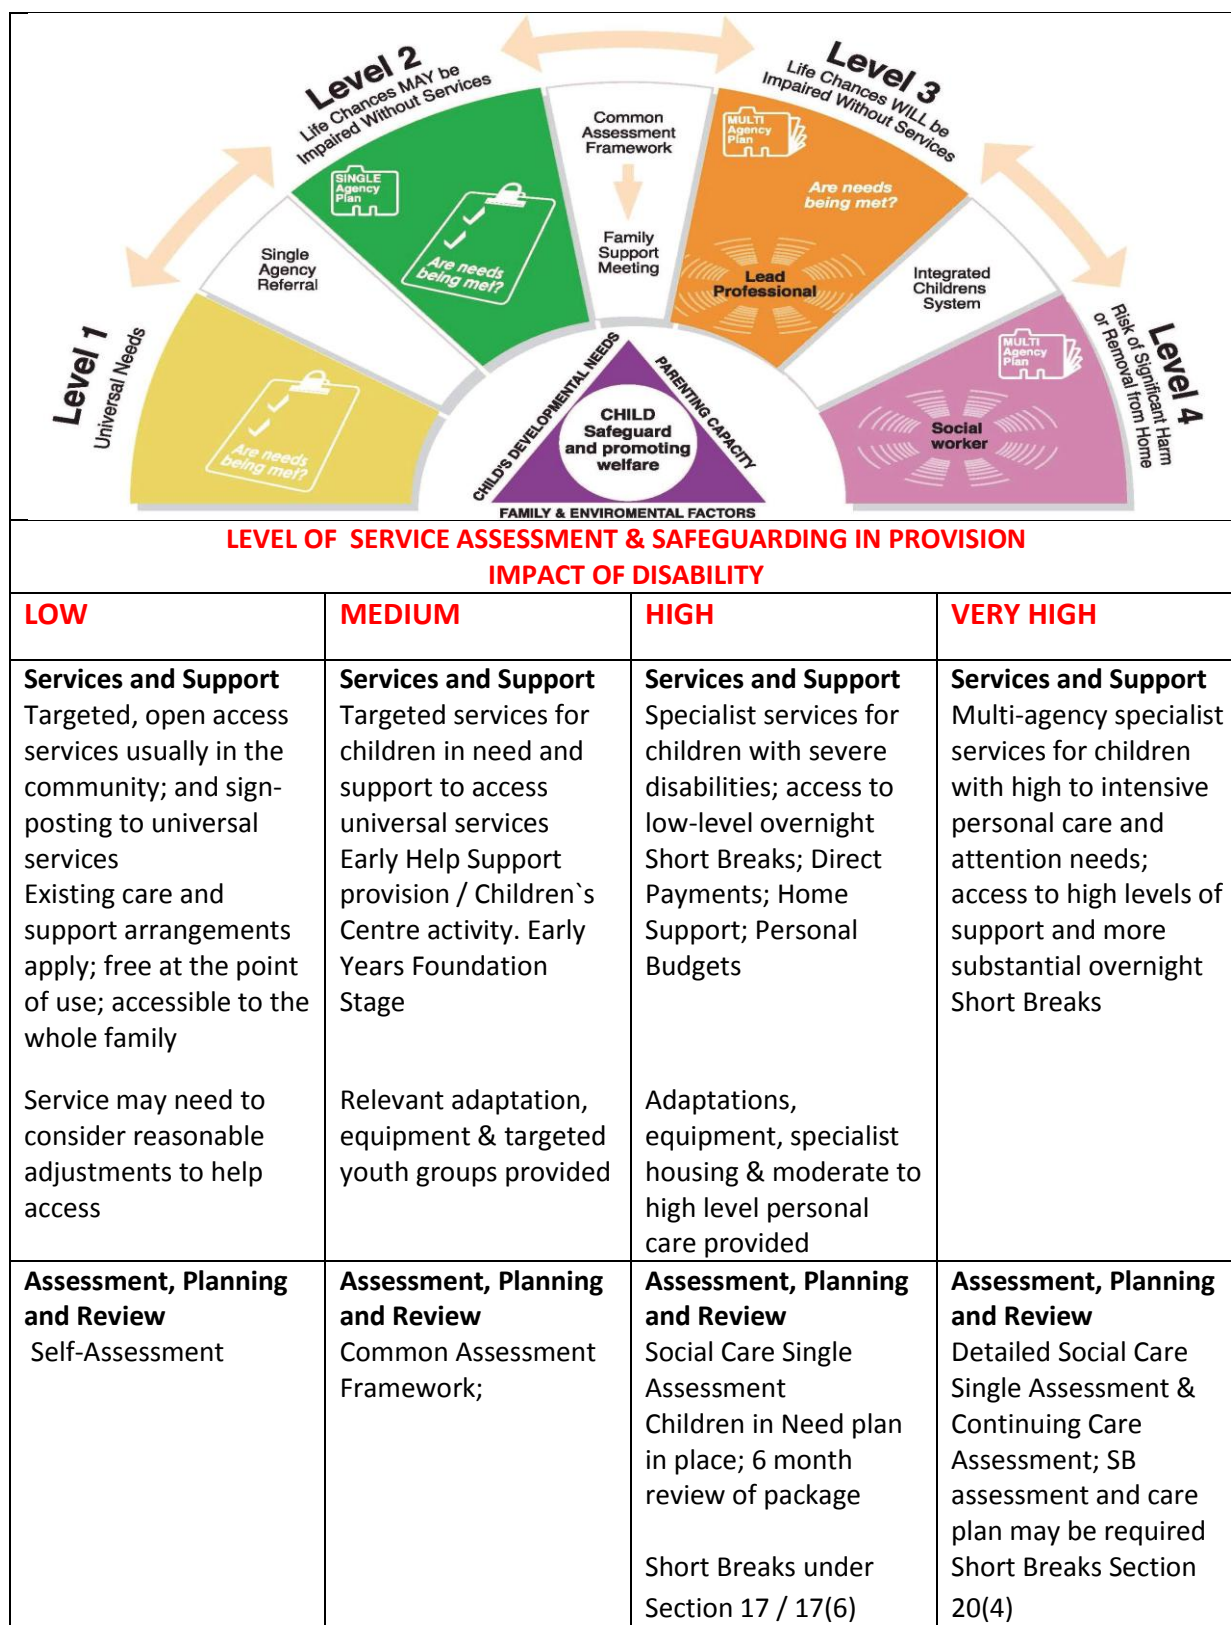 Level 1
Universal Needs
Are needs
being met?
Single
Agency
Referral
Level 2
Life Chances MAY be
Impaired Without Services
SINGLE
Agency
Plan
Are needs
being met?
Common
Assessment
Framework
Family
Support
Meeting
Level 3
Life Chances WILL be
Impaired Without Services
MULTI
Agency
Plan
Are needs
being met?
Lead
Professional
Integrated
Childrens
System
Level 4
Risk of Significant Harm
or Removal from Home
MULTI
Agency
Plan
Social
worker
CHILD'S DEVELOPMENTAL NEEDS
PARENTING CAPACITY
CHILD
Safeguard
and promoting
welfare
FAMILY & ENVIROMENTAL FACTORS
LEVEL OF SERVICE ASSESSMENT & SAFEGUARDING IN PROVISION
IMPACT OF DISABILITY
LOW
MEDIUM
HIGH
VERY HIGH
Services and Support
Targeted, open access
services usually in the
community; and sign-
posting to universal
services
Existing care and
support arrangements
apply; free at the point
of use; accessible to the
whole family
Service may need to
consider reasonable
adjustments to help
access
Services and Support
Targeted services for
children in need and
support to access
universal services
Early Help Support
provision / Children`s
Centre activity. Early
Years Foundation
Stage
Relevant adaptation,
equipment & targeted
youth groups provided
Services and Support
Specialist services for
children with severe
disabilities; access to
low-level overnight
Short Breaks; Direct
Payments; Home
Support; Personal
Budgets
Adaptations,
equipment, specialist
housing & moderate to
high level personal
care provided
Services and Support
Multi-agency specialist
services for children
with high to intensive
personal care and
attention needs;
access to high levels of
support and more
substantial overnight
Short Breaks
Assessment, Planning
and Review
Self-Assessment
Assessment, Planning
and Review
Common Assessment
Framework;
Assessment, Planning
and Review
Social Care Single
Assessment
Children in Need plan
in place; 6 month
review of package
Short Breaks under
Section 17 / 17(6)
Assessment, Planning
and Review
Detailed Social Care
Single Assessment &
Continuing Care
Assessment; SB
assessment and care
plan may be required
Short Breaks Section
20(4)